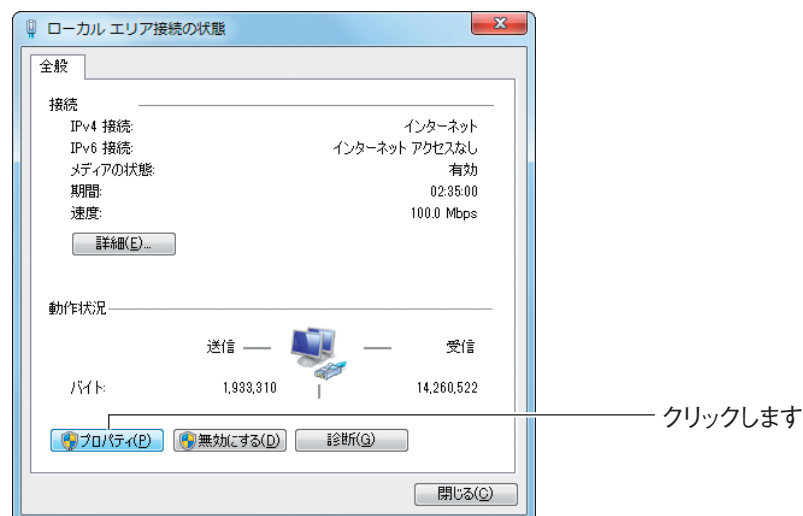 ローカル エリア接続の状態
全般
接続
IPv4 接続: インターネット
IPv6 接続: インターネット アクセスなし
メディアの状態: 有効
期間: 02:35:00
速度: 100.0 Mbps
詳細(E)...
動作状況
送信 受信
バイト: 1,933,310 14,260,522
プロパティ(P) 無効にする(D) 診断(G)
クリックします
閉じる(C)